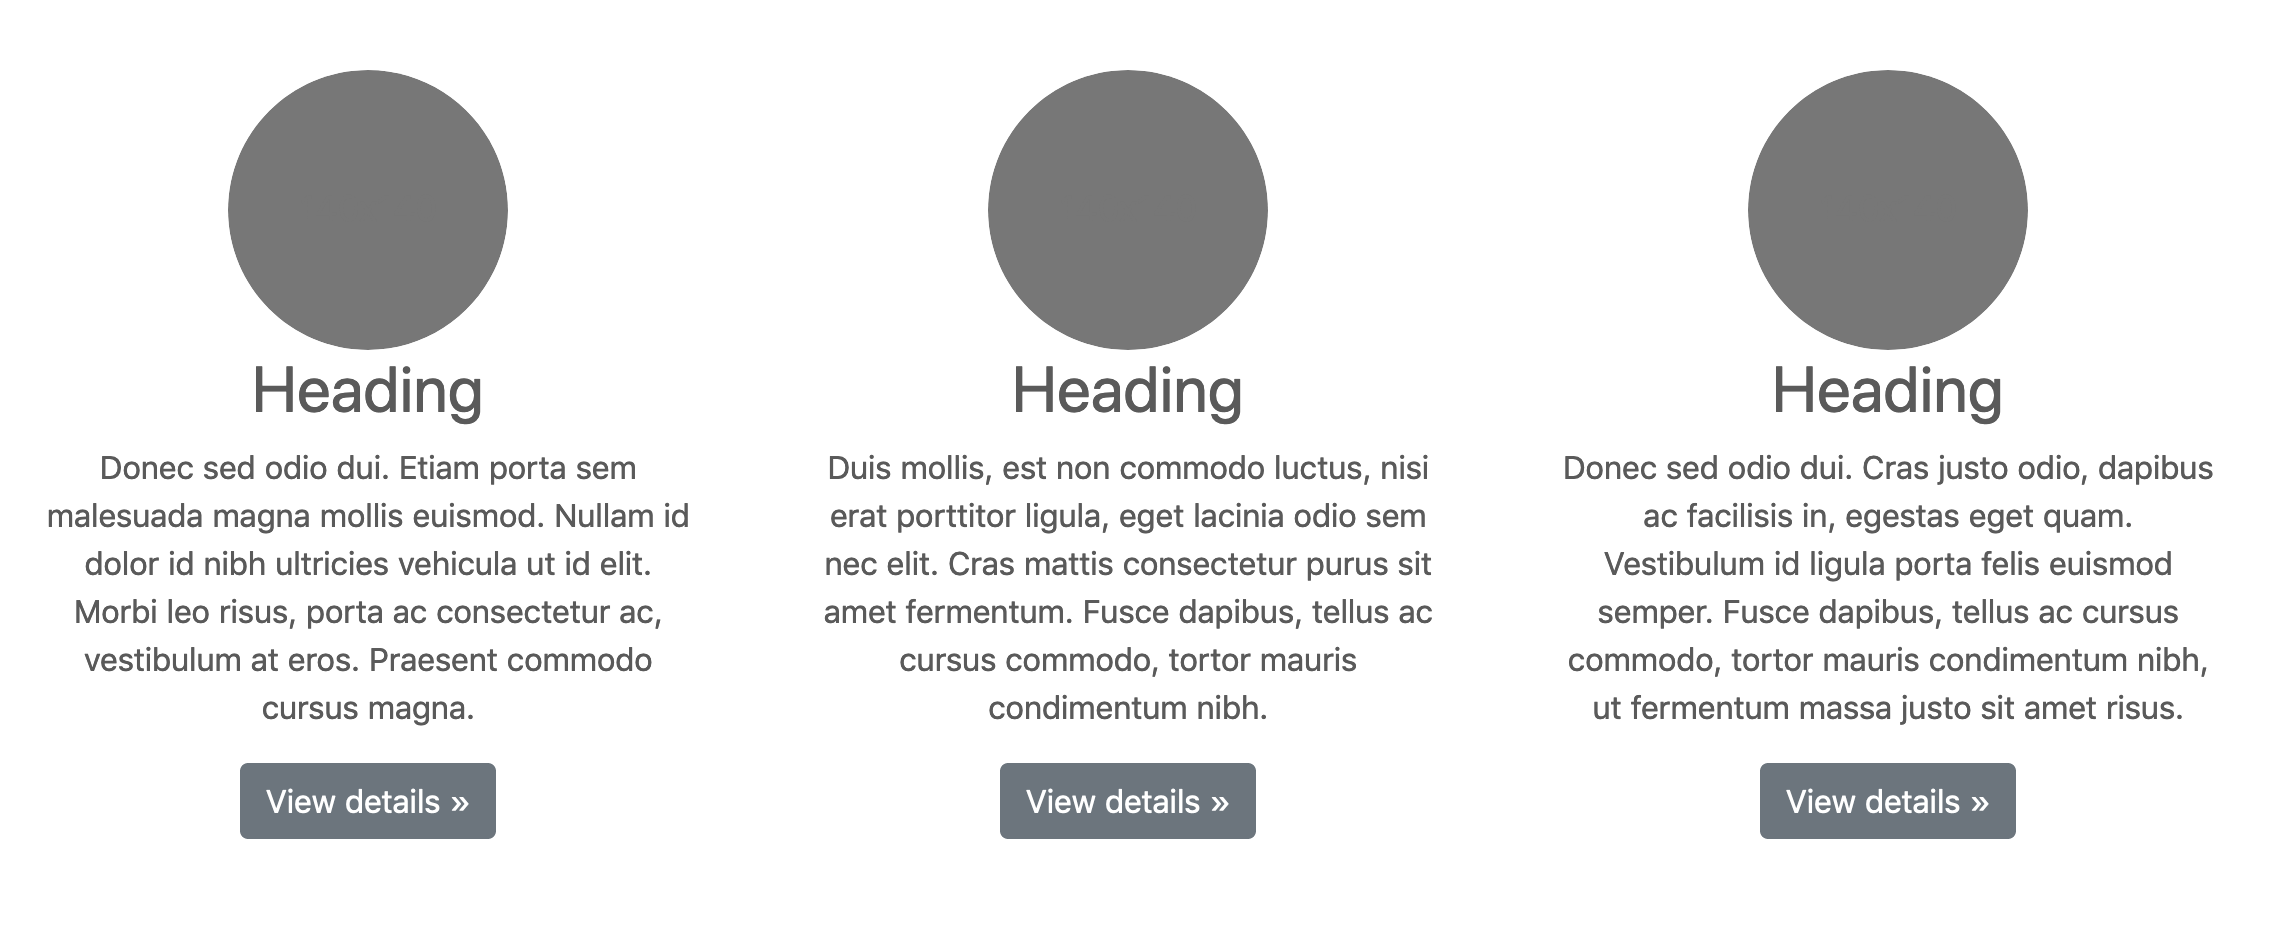 Heading
Donec sed odio dui. Etiam porta sem
malesuada magna mollis euismod. Nullam id
dolor id nibh ultricies vehicula ut id elit.
Morbi leo risus, porta ac consectetur ac,
vestibulum at eros. Praesent commodo
cursus magna.
View details »
Heading
Duis mollis, est non commodo luctus, nisi
erat porttitor ligula, eget lacinia odio sem
nec elit. Cras mattis consectetur purus sit
amet fermentum. Fusce dapibus, tellus ac
cursus commodo, tortor mauris
condimentum nibh.
View details »
Heading
Donec sed odio dui. Cras justo odio, dapibus
ac facilisis in, egestas eget quam.
Vestibulum id ligula porta felis euismod
semper. Fusce dapibus, tellus ac cursus
commodo, tortor mauris condimentum nibh,
ut fermentum massa justo sit amet risus.
View details »